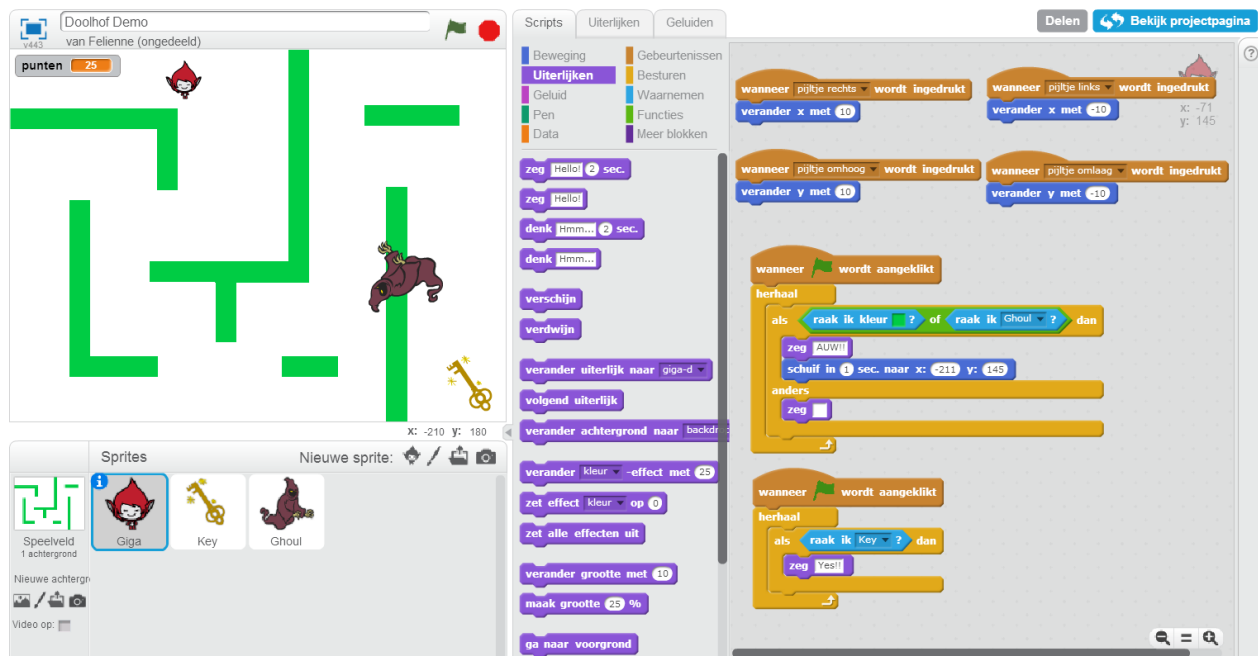 Doolhof Demo
v443
van Felienne (ongedeeld)
punten 25
x: -210 y: 180
Sprites
Nieuwe sprite:
Speelveld
1 achtergrond
Giga
Key
Ghoul
Nieuwe achtergr
Video op:
Scripts
Uiterlijken
Geluiden
Delen
Bekijk projectpagina
Beweging
Uiterlijken
Geluid
Pen
Data
Gebeurtenissen
Besturen
Waarnemen
Functies
Meer blokken
zeg Hello! 2 sec.
zeg Hello!
denk Hmm... 2 sec.
denk Hmm...
verschijn
verdwijn
verander uiterlijk naar giga-d
volgend uiterlijk
verander achtergrond naar backdr
verander kleur -effect met 25
zet effect kleur op 0
zet alle effecten uit
verander grootte met 10
maak grootte 25 %
ga naar voorgrond
wanneer pijltje rechts wordt ingedrukt
verander x met 10
wanneer pijltje links wordt ingedrukt
verander x met -10
x: -71
y: 145
wanneer pijltje omhoog wordt ingedrukt
verander y met 10
wanneer pijltje omlaag wordt ingedrukt
verander y met -10
wanneer wordt aangeklikt
herhaal
als raak ik kleur ? of raak ik Ghoul ? dan
zeg AUW!!
schuif in 1 sec. naar x: -211 y: 145
anders
zeg
wanneer wordt aangeklikt
herhaal
als raak ik Key ? dan
zeg Yes!!